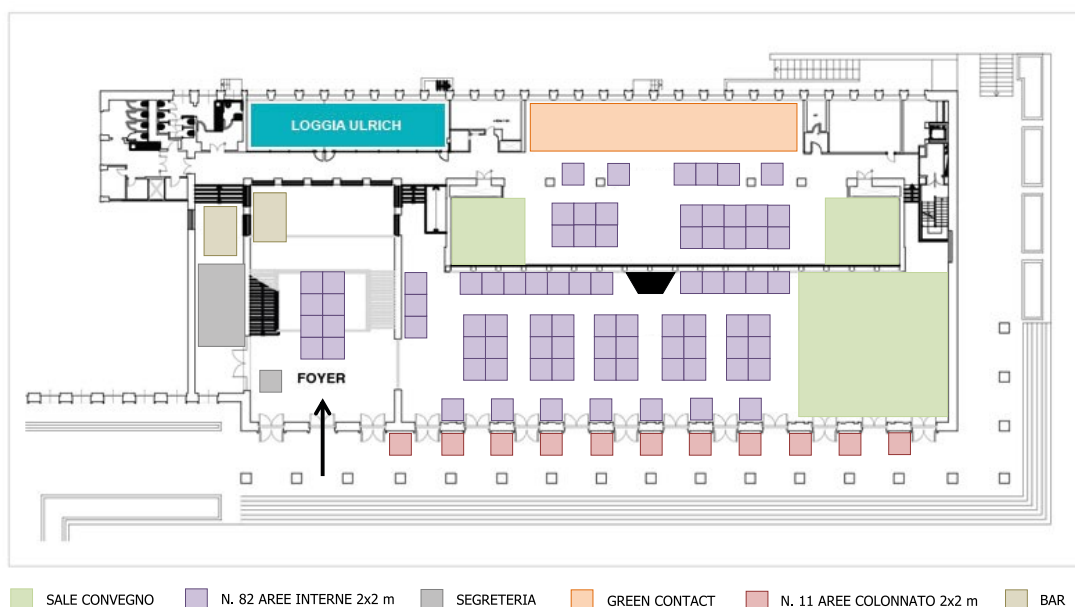 LOGGIA ULRICH
FOYER
SALE CONVEGNO
N. 82 AREE INTERNE 2x2 m
SEGRETERIA
GREEN CONTACT
N. 11 AREE COLONNATO 2x2 m
BAR